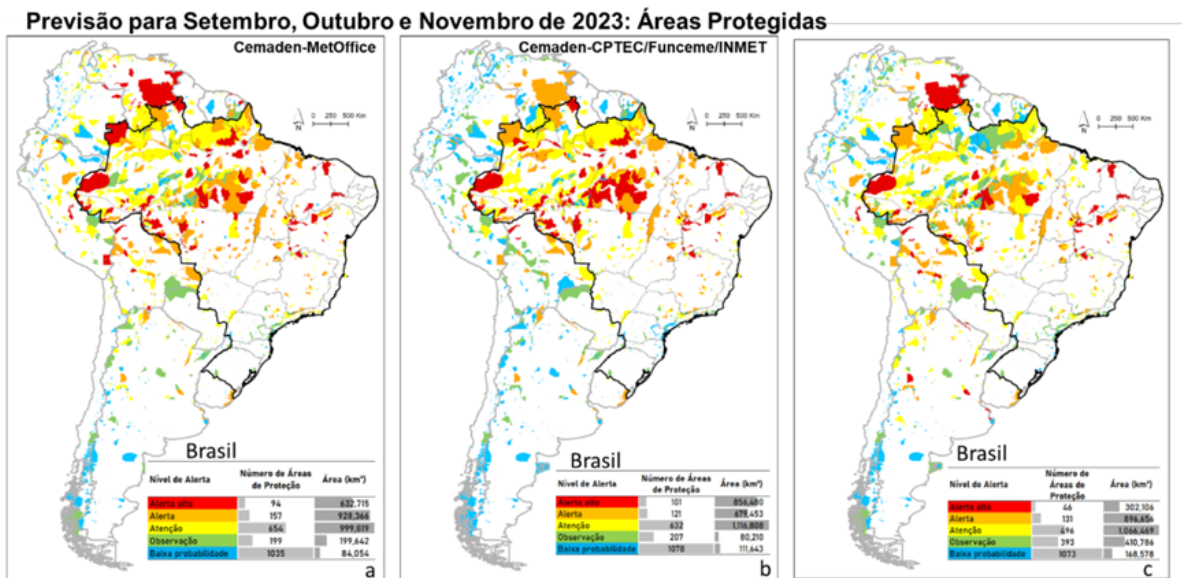 Previsão para Setembro, Outubro e Novembro de 2023: Áreas Protegidas
Cemaden-MetOffice
N
0 250 500 Km
Brasil
Nível de Alerta Número de Áreas de Proteção Área (km²)
Alerta alto 94 632,715
Alerta 157 928,366
Atenção 654 999,819
Observação 199 199,642
Baixa probabilidade 1035 84,054
a
Cemaden-CPTEC/Funceme/INMET
N
0 250 500 Km
Brasil
Nível de Alerta Número de Áreas de Proteção Área (km²)
Alerta alto 101 856,480
Alerta 121 679,453
Atenção 632 1,116,808
Observação 207 80,210
Baixa probabilidade 1078 111,643
b
N
0 250 500 Km
Brasil
Nível de Alerta Número de Áreas de Proteção Área (km²)
Alerta alto 46 302,106
Alerta 131 896,656
Atenção 496 1,066,469
Observação 393 410,786
Baixa probabilidade 1073 168,578
c